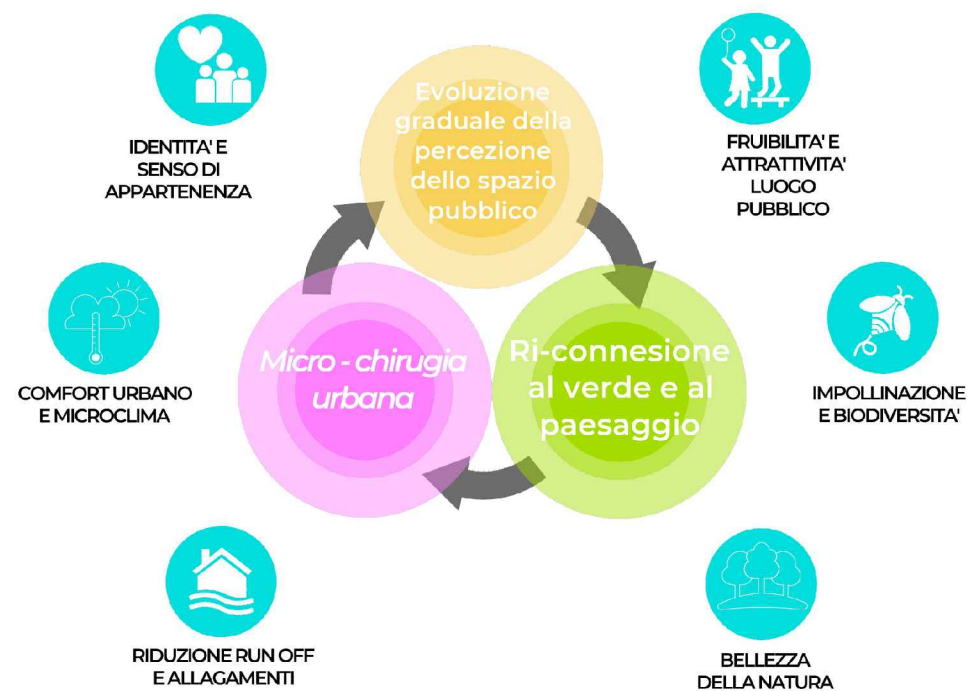 IDENTITA' E
SENSO DI
APPARTENENZA
Evoluzione
graduale della
percezione
dello spazio
pubblico
FRUIBILITA' E
ATTRATTIVITA'
LUOGO
PUBBLICO
COMFORT URBANO
E MICROCLIMA
Micro - chirugia
urbana
Ri-connesione
al verde e al
paesaggio
IMPOLLINAZIONE
E BIODIVERSITA'
RIDUZIONE RUN OFF
E ALLAGAMENTI
BELLEZZA
DELLA NATURA